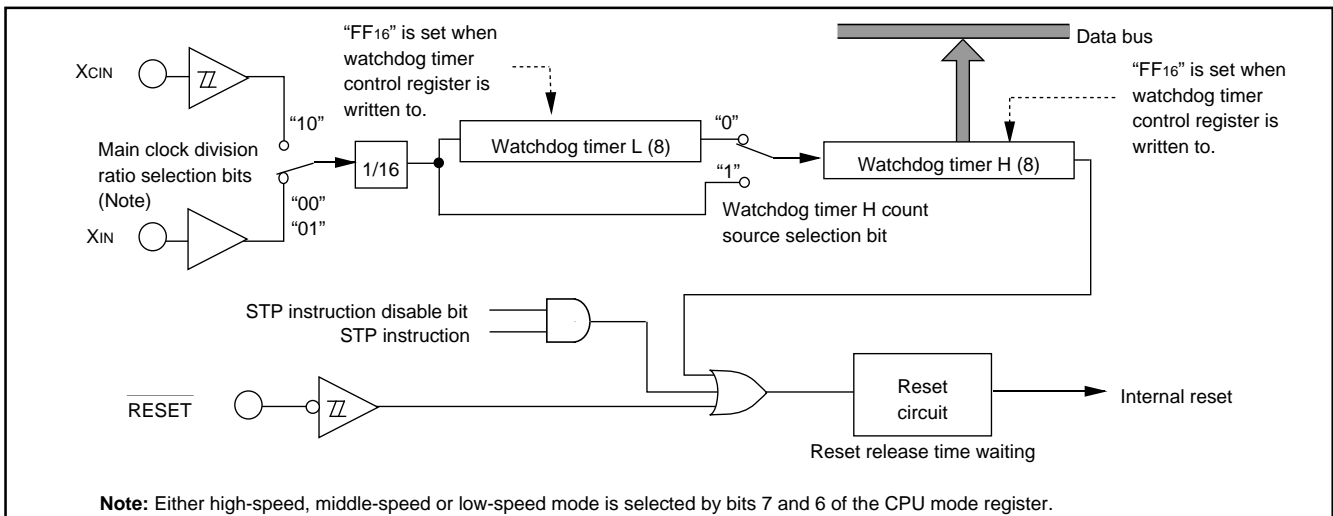 “FF16” is set when
watchdog timer
control register is
written to.
Data bus
“FF16” is set when
watchdog timer
control register is
written to.
XCIN
“10”
Main clock division
ratio selection bits
(Note)
“00”
“01”
XIN
1/16
Watchdog timer L (8)
“0”
“1”
Watchdog timer H count
source selection bit
Watchdog timer H (8)
STP instruction disable bit
STP instruction
RESET
Reset
circuit
Reset release time waiting
Internal reset
Note: Either high-speed, middle-speed or low-speed mode is selected by bits 7 and 6 of the CPU mode register.